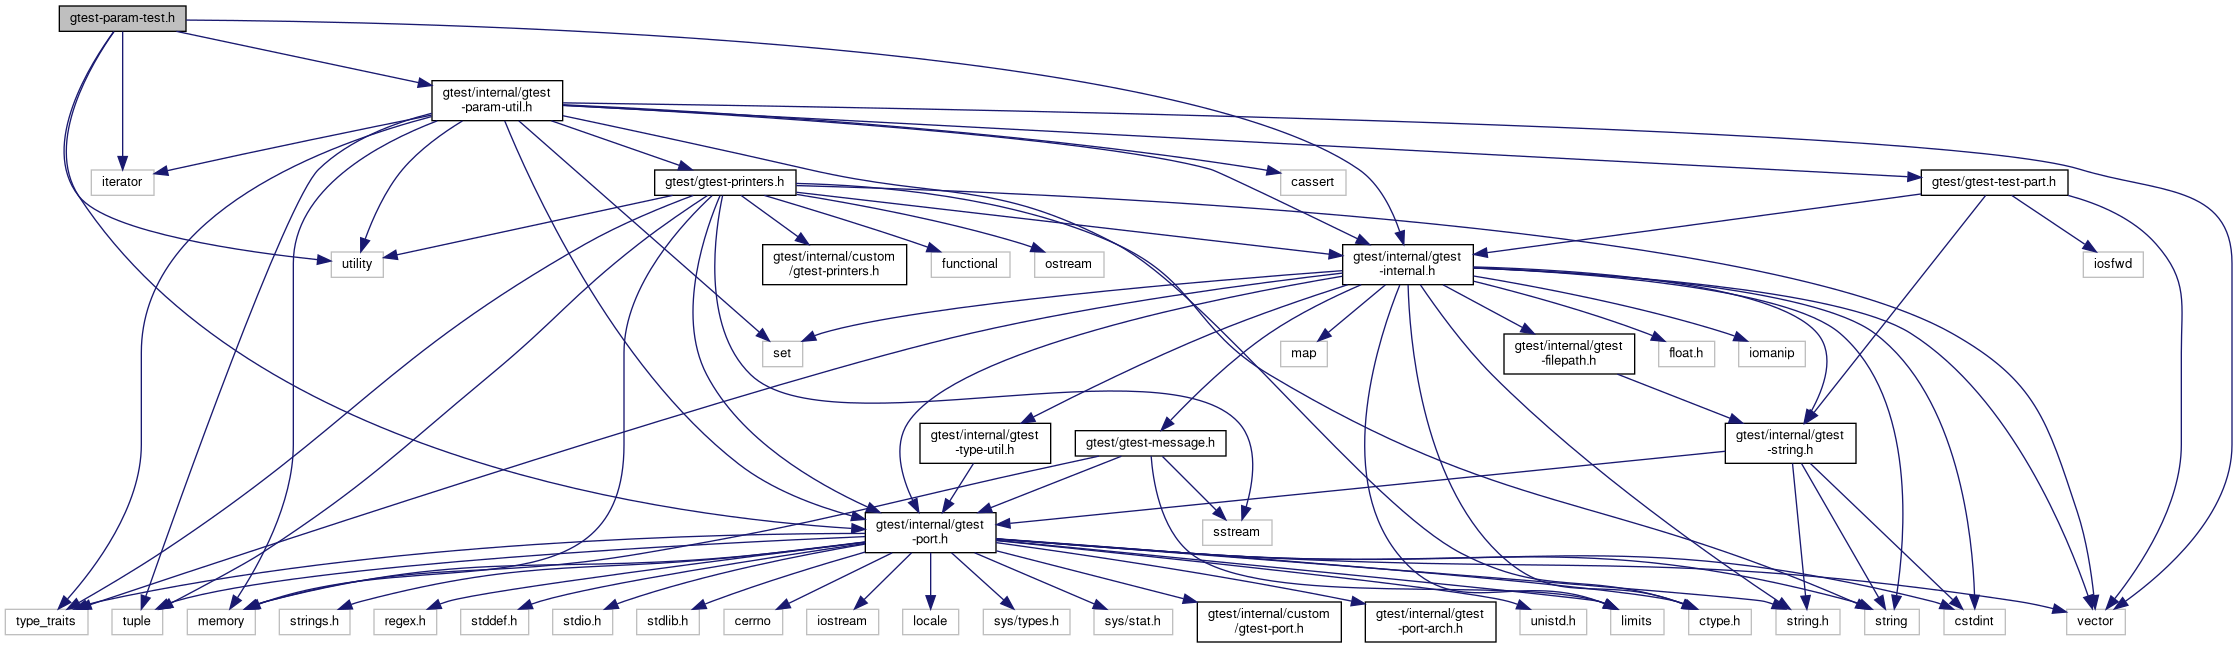 gtest-param-test.h
gtest/internal/gtest
-param-util.h
iterator
gtest/gtest-printers.h
cassert
gtest/gtest-test-part.h
utility
gtest/internal/custom
/gtest-printers.h
functional
ostream
gtest/internal/gtest
-internal.h
iosfwd
set
map
gtest/internal/gtest
-filepath.h
float.h
iomanip
gtest/internal/gtest
-type-util.h
gtest/gtest-message.h
gtest/internal/gtest
-string.h
gtest/internal/gtest
-port.h
sstream
type_traits
tuple
memory
strings.h
regex.h
stddef.h
stdio.h
stdlib.h
cerrno
iostream
locale
sys/types.h
sys/stat.h
gtest/internal/custom
/gtest-port.h
gtest/internal/gtest
-port-arch.h
unistd.h
limits
ctype.h
string.h
string
cstdint
vector